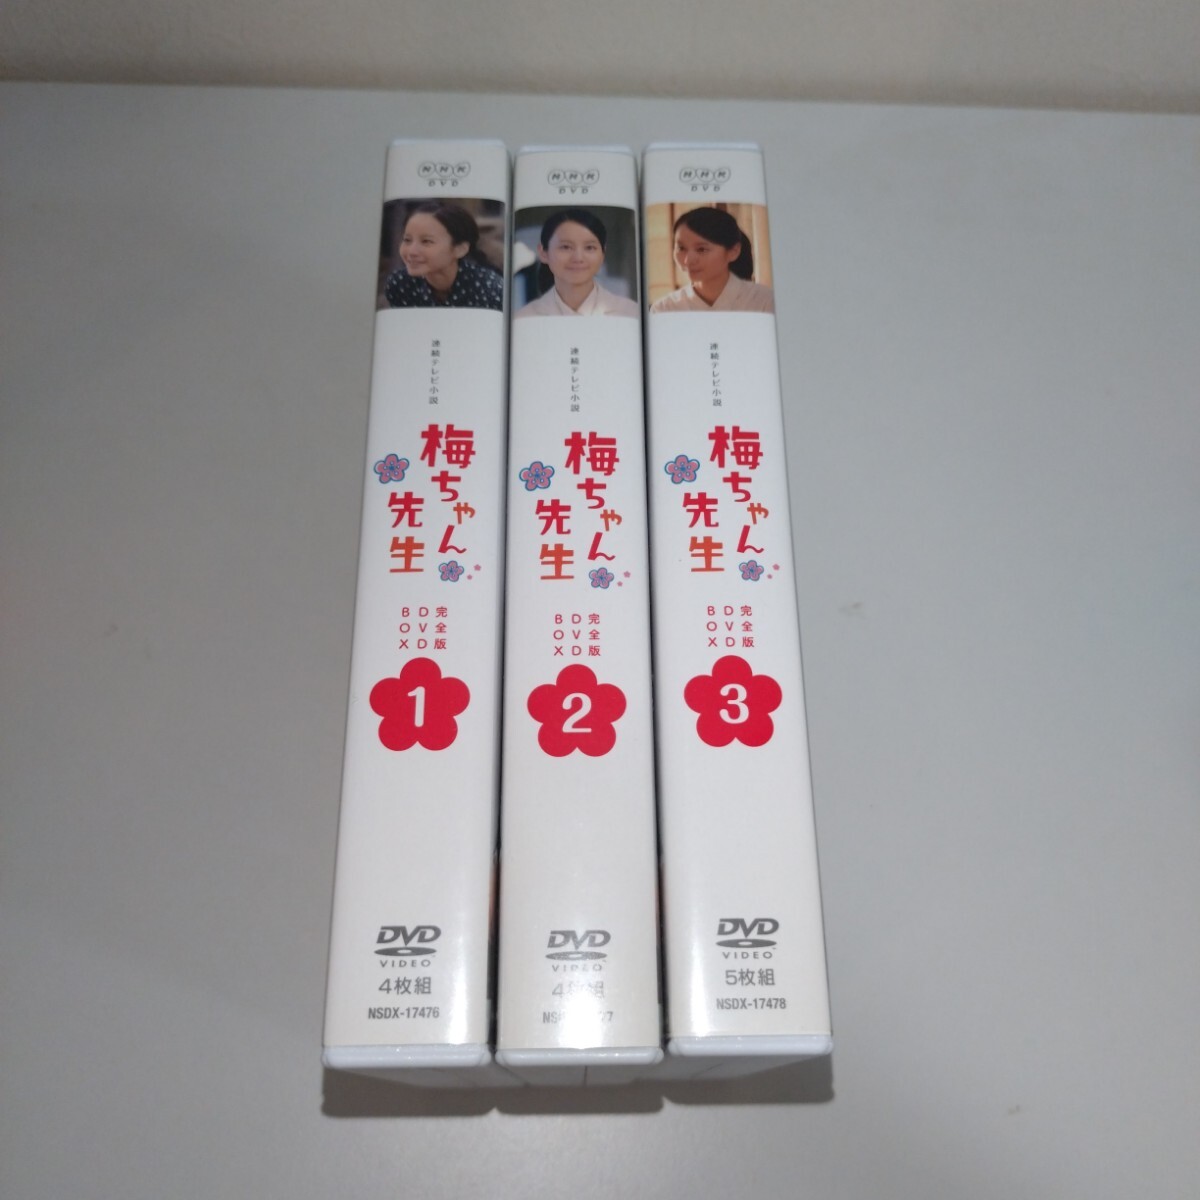 NHK
DVD
連続テレビ小説
梅ちゃん
先生
完全版
DVD
BOX
1
DVD
VIDEO
4枚組
NSDX-17476
NHK
DVD
連続テレビ小説
梅ちゃん
先生
完全版
DVD
BOX
2
DVD
VIDEO
NHK
DVD
連続テレビ小説
梅ちゃん
先生
完全版
DVD
BOX
3
DVD
VIDEO
5枚組
NSDX-17478